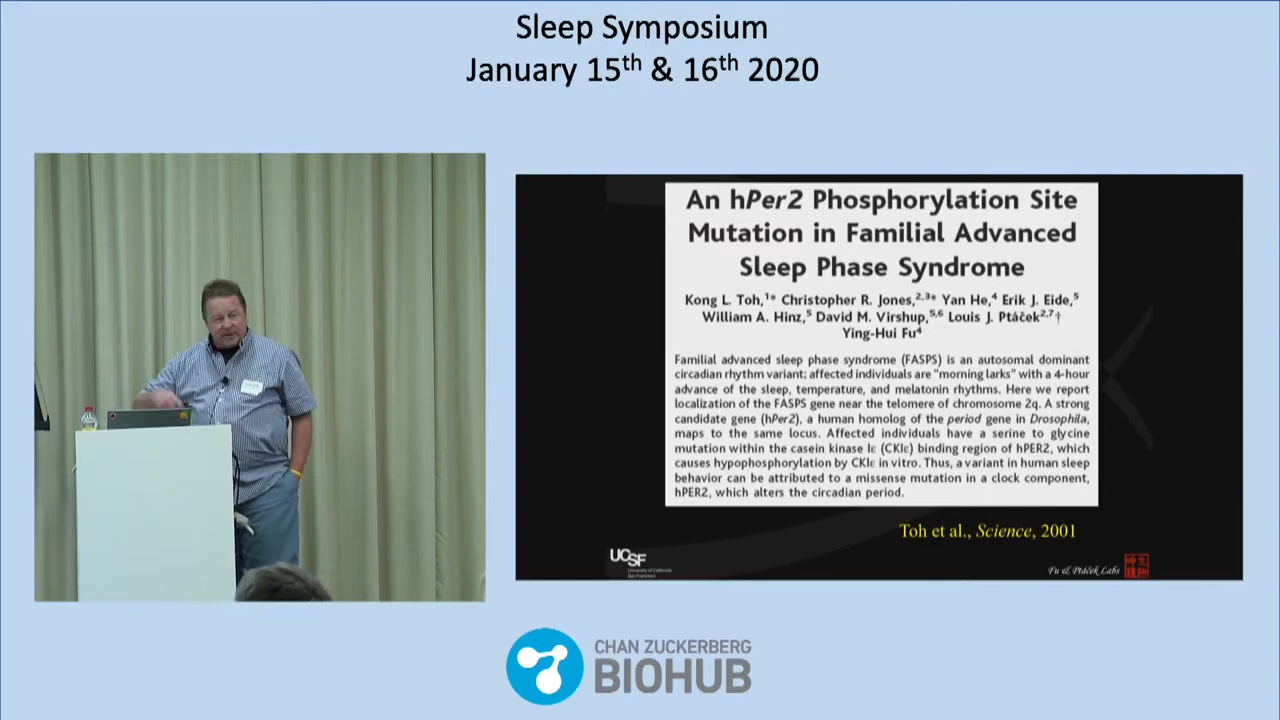 Sleep Symposium
January 15th & 16th 2020
An hPer2 Phosphorylation Site
Mutation in Familial Advanced
Sleep Phase Syndrome
Kong L. Toh,1* Christopher R. Jones,2,3* Yan He,4 Erik J. Eide,5
William A. Hinz,5 David M. Virshup,5,6 Louis J. Ptáček2,7†
Ying-Hui Fu4
Familial advanced sleep phase syndrome (FASPS) is an autosomal dominant
circadian rhythm variant; affected individuals are "morning larks" with a 4-hour
advance of the sleep, temperature, and melatonin rhythms. Here we report
localization of the FASPS gene near the telomere of chromosome 2q. A strong
candidate gene (hPer2), a human homolog of the period gene in Drosophila,
maps to the same locus. Affected individuals have a serine to glycine
mutation within the casein kinase Iε (CKIε) binding region of hPER2, which
causes hypophosphorylation by CKIε in vitro. Thus, a variant in human sleep
behavior can be attributed to a missense mutation in a clock component,
hPER2, which alters the circadian period.
Toh et al., Science, 2001
UCSF
University of California
San Francisco
Fu & Ptáček Labs
CHAN ZUCKERBERG
BIOHUB